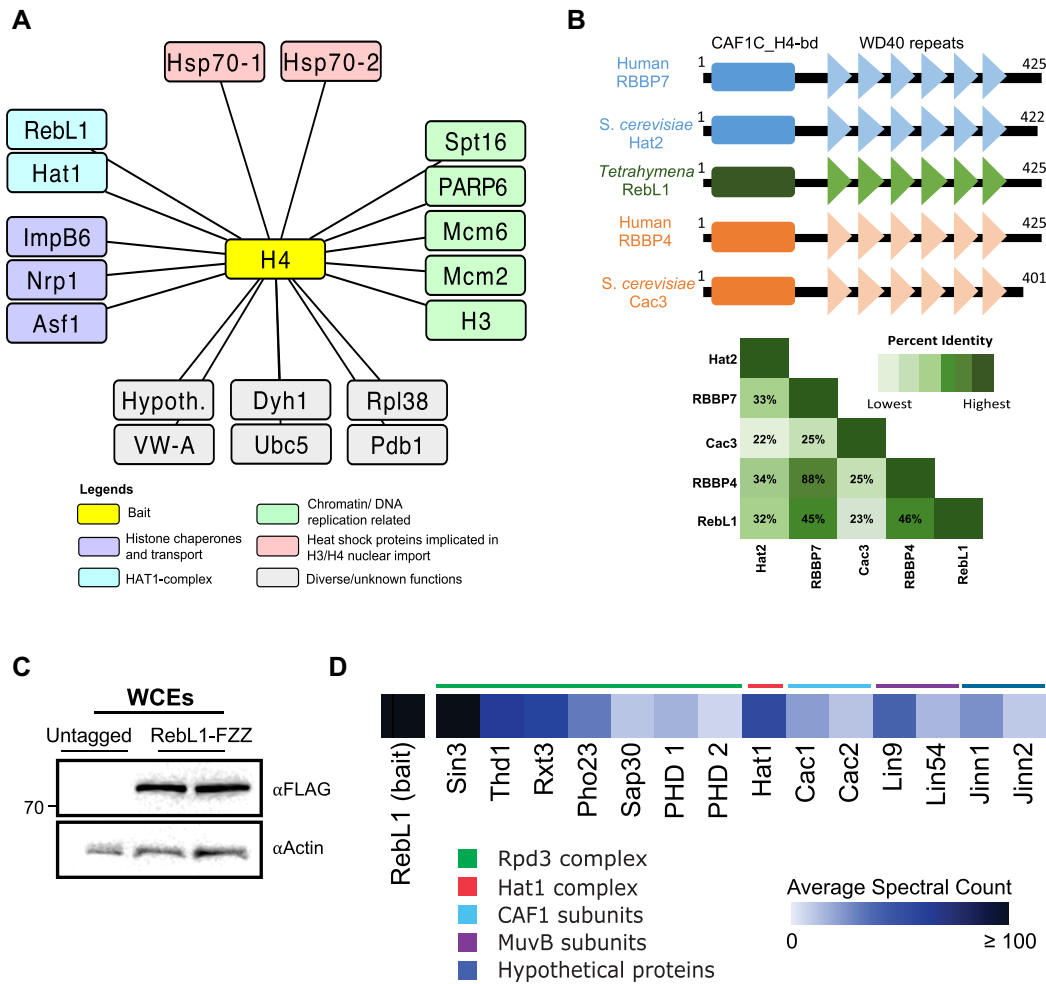 A
Hsp70-1
Hsp70-2
RebL1
Hat1
ImpB6
Nrp1
Asf1
H4
Spt16
PARP6
Mcm6
Mcm2
H3
Hypoth.
VW-A
Dyh1
Ubc5
Rpl38
Pdb1
Legends
Bait
Histone chaperones
and transport
HAT1-complex
Chromatin/ DNA
replication related
Heat shock proteins implicated in
H3/H4 nuclear import
Diverse/unknown functions
B
CAF1C_H4-bd
WD40 repeats
Human
RBBP7
1
425
S. cerevisiae
Hat2
1
422
Tetrahymena
RebL1
1
425
Human
RBBP4
1
425
S. cerevisiae
Cac3
1
401
Percent Identity
Lowest
Highest
Hat2
RBBP7
33%
Cac3
22%
25%
RBBP4
34%
88%
25%
RebL1
32%
45%
23%
46%
Hat2
RBBP7
Cac3
RBBP4
RebL1
C
WCEs
Untagged
RebL1-FZZ
70
αFLAG
αActin
D
RebL1 (bait)
Sin3
Thd1
Rxt3
Pho23
Sap30
PHD 1
PHD 2
Hat1
Cac1
Cac2
Lin9
Lin54
Jinn1
Jinn2
Rpd3 complex
Hat1 complex
CAF1 subunits
MuvB subunits
Hypothetical proteins
Average Spectral Count
0
≥ 100